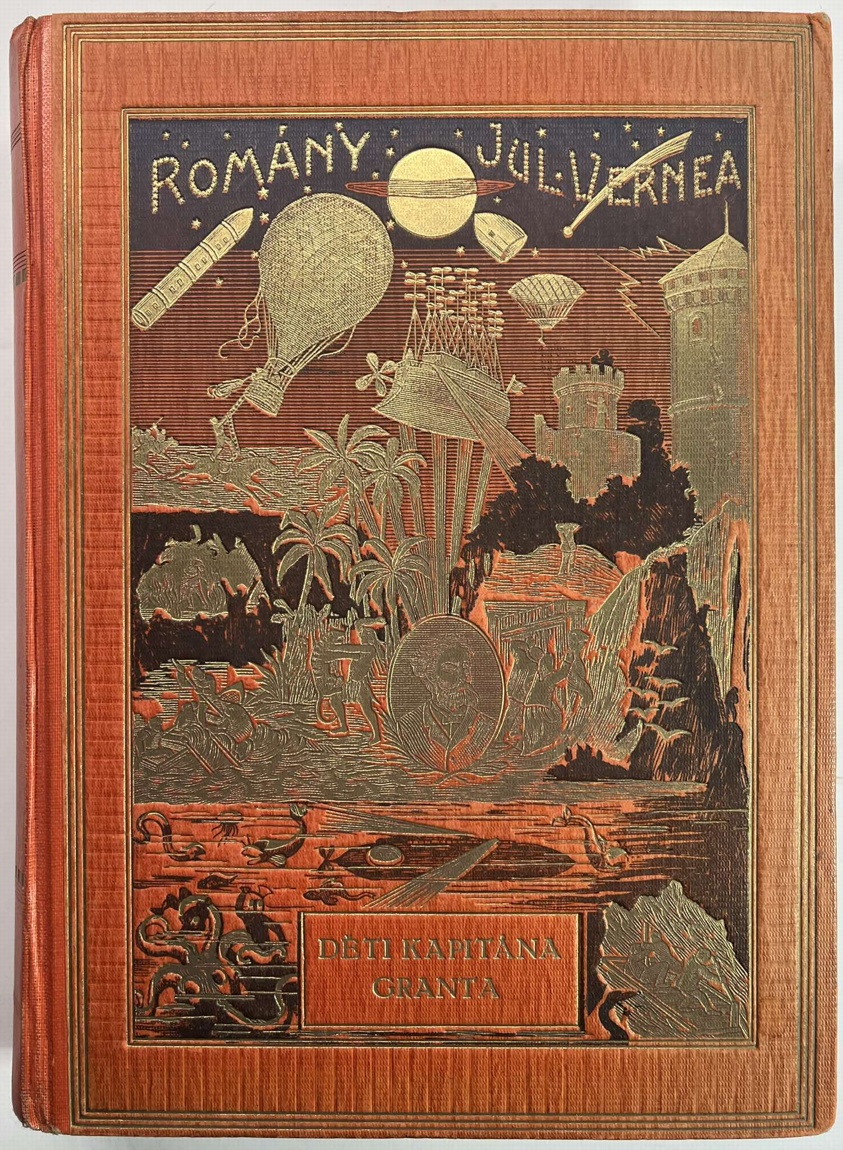 ROMÁNY JUL. VERNEA
DĚTI KAPITÁNA
GRANTA